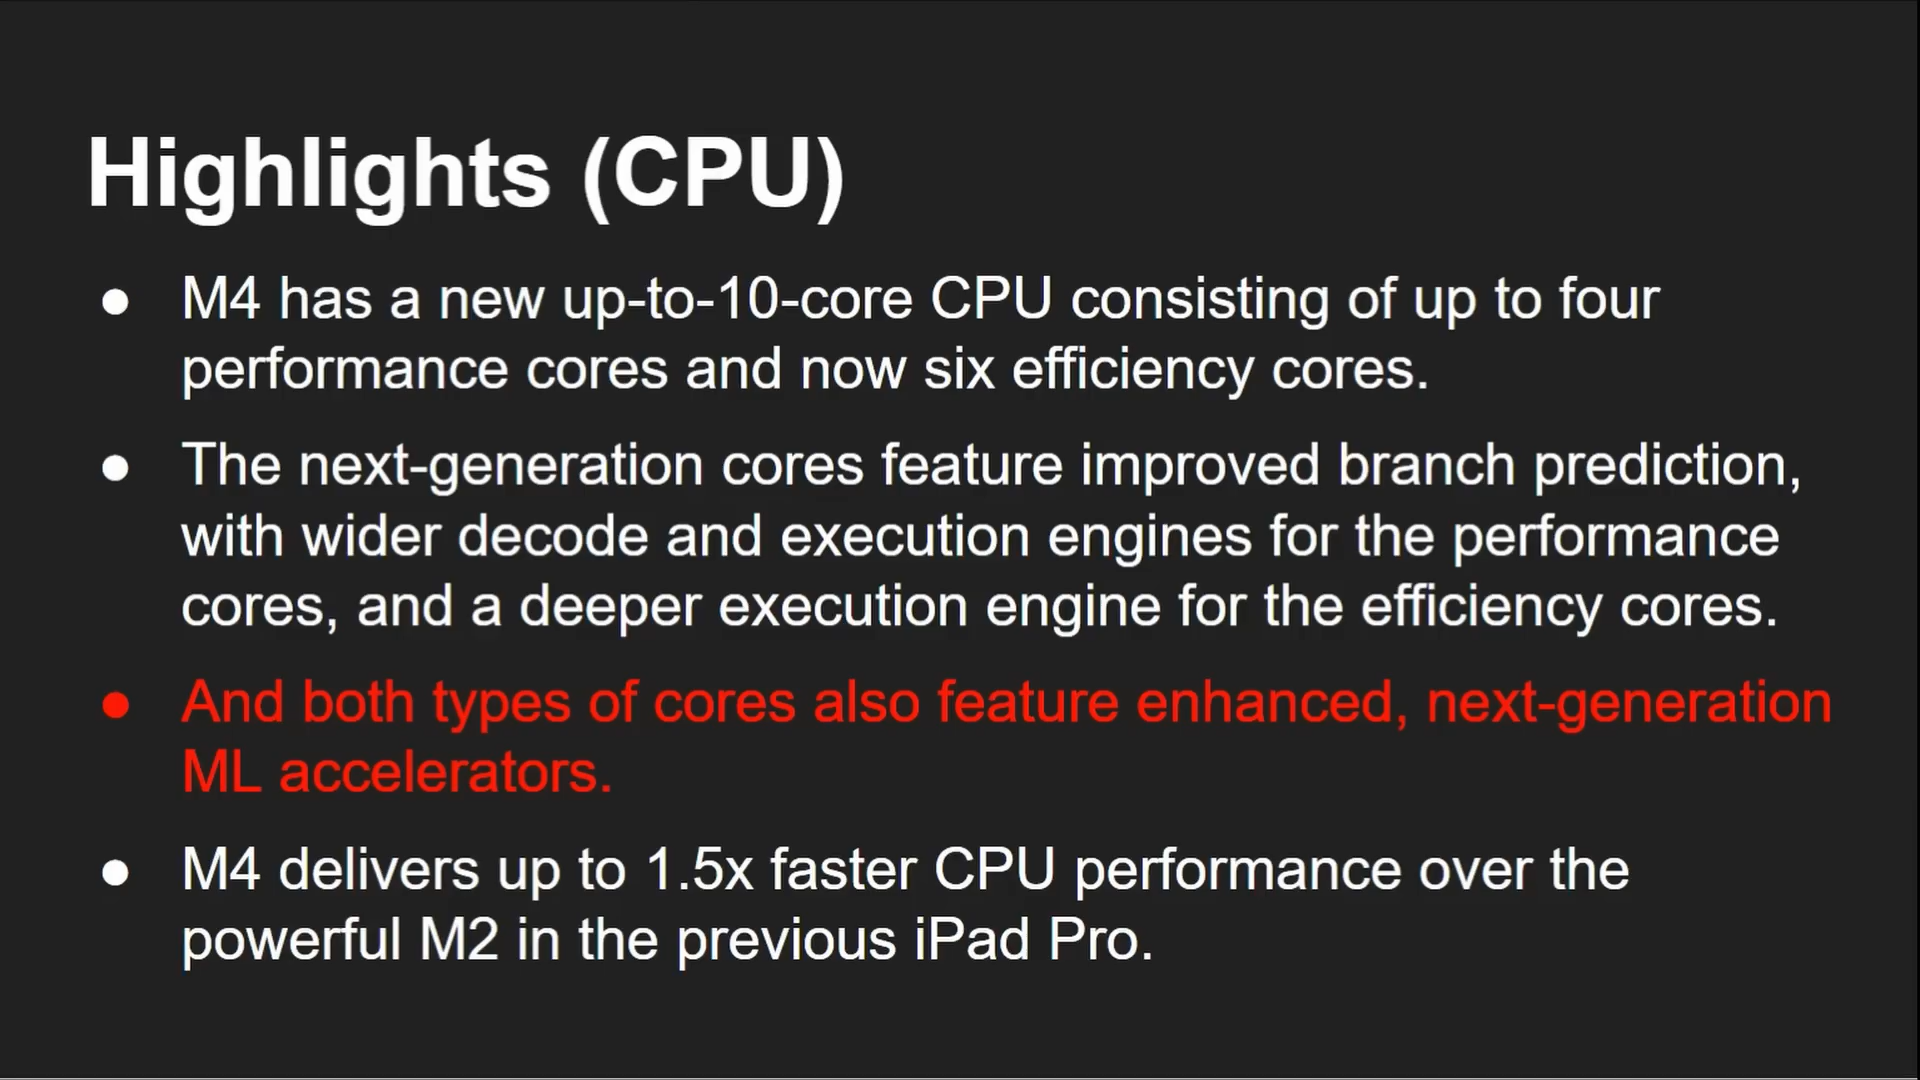 Highlights (CPU)
● M4 has a new up-to-10-core CPU consisting of up to four
performance cores and now six efficiency cores.
● The next-generation cores feature improved branch prediction,
with wider decode and execution engines for the performance
cores, and a deeper execution engine for the efficiency cores.
● And both types of cores also feature enhanced, next-generation
ML accelerators.
● M4 delivers up to 1.5x faster CPU performance over the
powerful M2 in the previous iPad Pro.